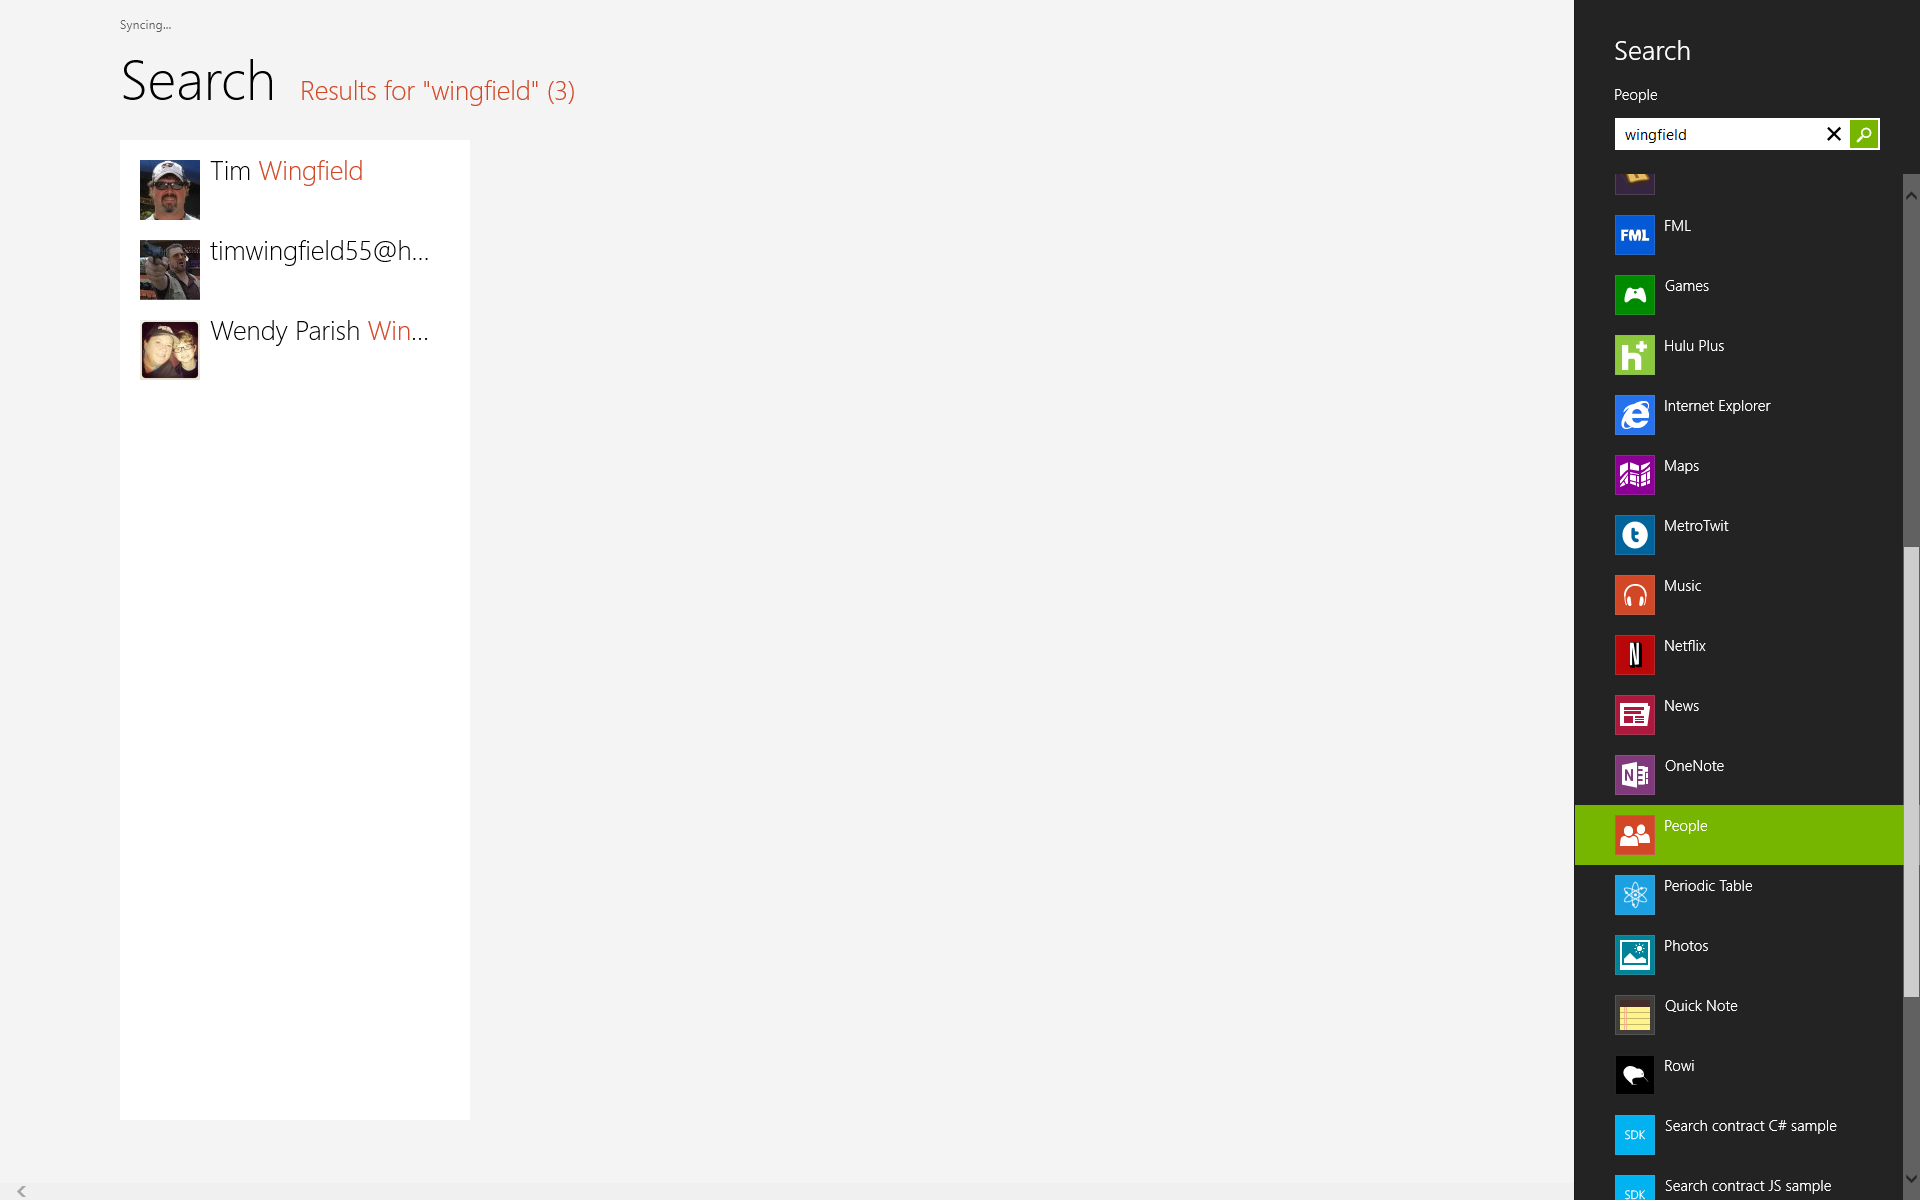 Syncing...
Search Results for "wingfield" (3)
Tim Wingfield
timwingfield55@h...
Wendy Parish Win...
Search
People
wingfield
FML
FML
Games
Hulu Plus
Internet Explorer
Maps
MetroTwit
Music
Netflix
News
OneNote
People
Periodic Table
Photos
Quick Note
Rowi
SDK
Search contract C# sample
SDK
Search contract JS sample